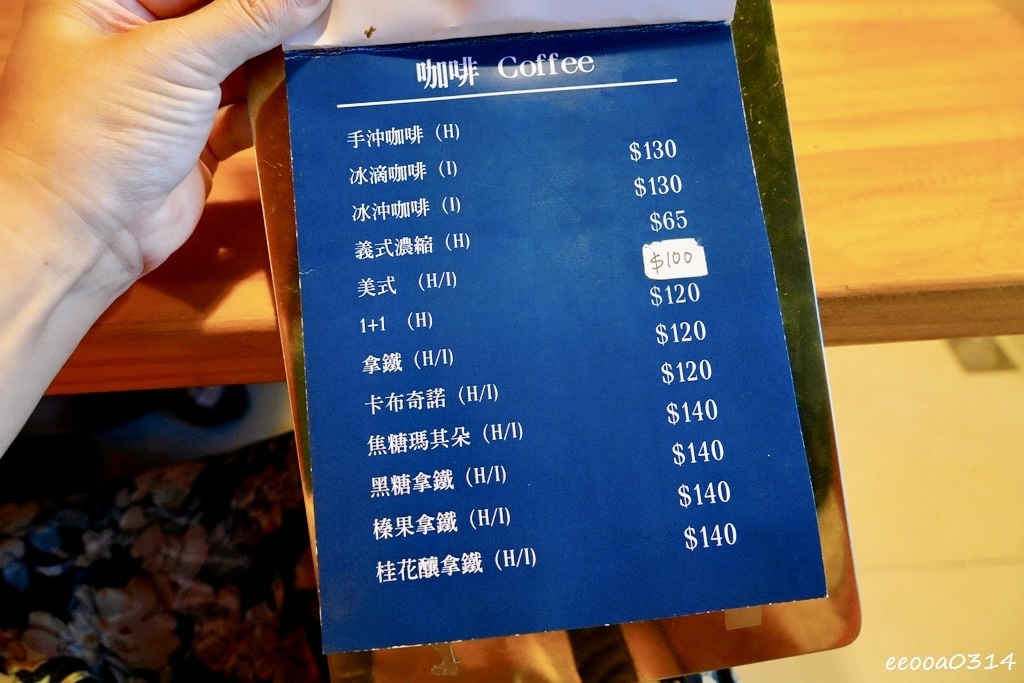 咖啡 Coffee
手沖咖啡 (H)
冰滴咖啡 (I) $130
冰沖咖啡 (I) $130
義式濃縮 (H) $65
美式 (H/I) $100
1+1 (H) $120
拿鐵 (H/I) $120
卡布奇諾 (H/I) $120
焦糖瑪其朵 (H/I) $140
黑糖拿鐵 (H/I) $140
榛果拿鐵 (H/I) $140
桂花釀拿鐵 (H/I) $140
eeooa0314